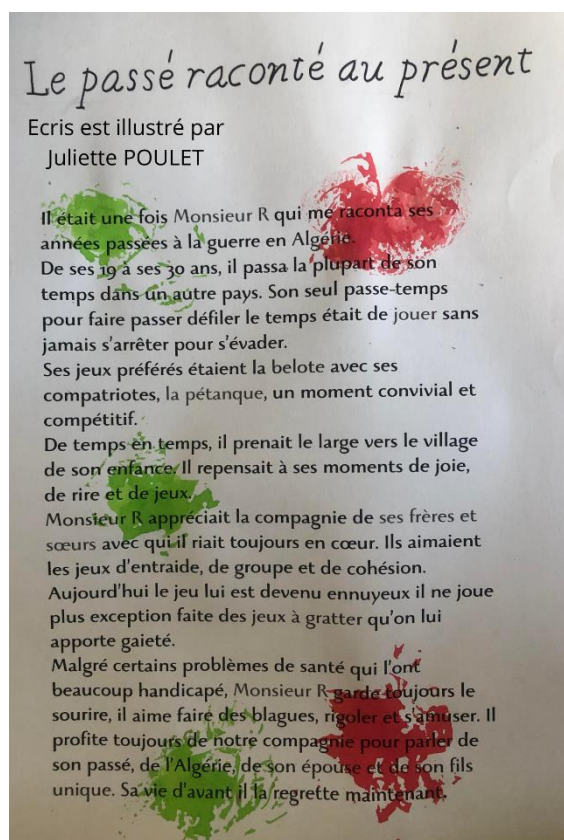 Le passé raconté au présent
Ecris est illustré par
Juliette POULET
Il était une fois Monsieur R qui me raconta ses
années passées à la guerre en Algérie.
De ses 19 à ses 30 ans, il passa la plupart de son
temps dans un autre pays. Son seul passe-temps
pour faire passer défiler le temps était de jouer sans
jamais s'arrêter pour s'évader.
Ses jeux préférés étaient la belote avec ses
compatriotes, la pétanque, un moment convivial et
compétitif.
De temps en temps, il prenait le large vers le village
de son enfance. Il repensait à ses moments de joie,
de rire et de jeux.
Monsieur R appréciait la compagnie de ses frères et
sœurs avec qui il riait toujours en cœur. Ils aimaient
les jeux d'entraide, de groupe et de cohésion.
Aujourd'hui le jeu lui est devenu ennuyeux il ne joue
plus exception faite des jeux à gratter qu'on lui
apporte gaieté.
Malgré certains problèmes de santé qui l'ont
beaucoup handicapé, Monsieur R garde toujours le
sourire, il aime faire des blagues, rigoler et s'amuser. Il
profite toujours de notre compagnie pour parler de
son passé, de l'Algérie, de son épouse et de son fils
unique. Sa vie d'avant il la regrette maintenant.